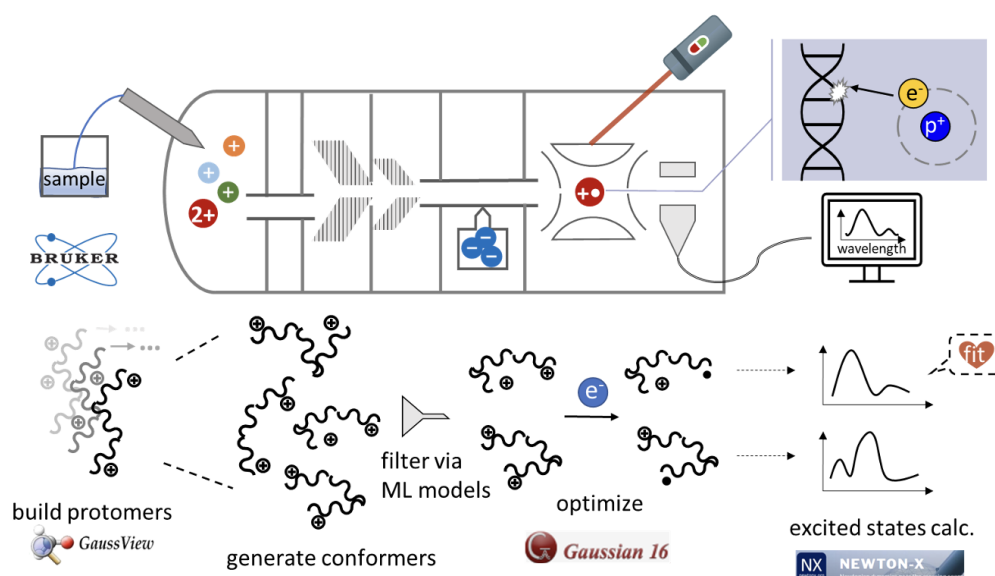 sample
BRUKER
+
+
+
2+
−
−
−
+•
e-
p+
wavelength
+
+
+
+
build protomers
GaussView
+
+
+
+
+
+
+
+
generate conformers
filter via
ML models
+
+
+
+
e-
+
+
optimize
Gaussian 16
fit
excited states calc.
NX
NEWTON-X